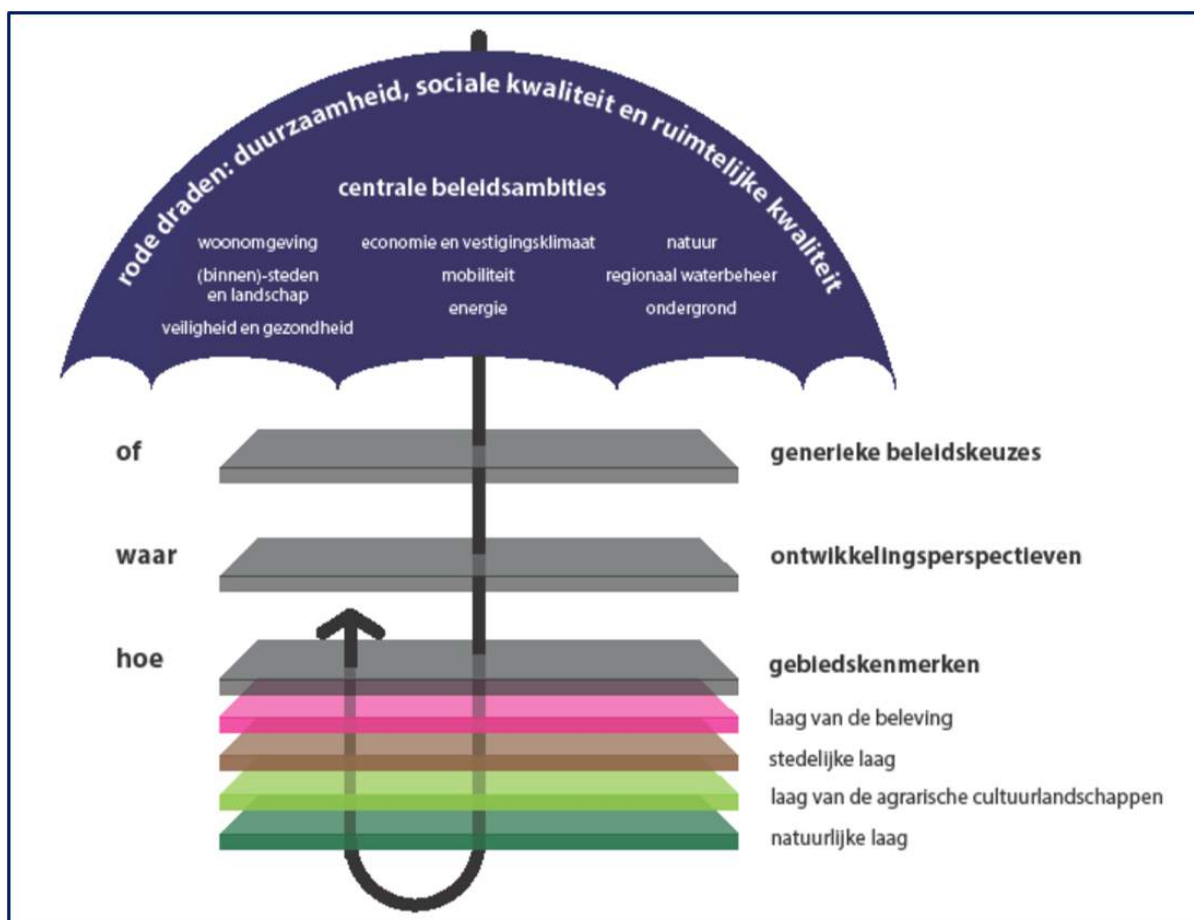 rode draden: duurzaamheid, sociale kwaliteit en ruimtelijke kwaliteit
centrale beleidsambities
woonomgeving
(binnen)-steden
en landschap
veiligheid en gezondheid
economie en vestigingsklimaat
mobiliteit
energie
natuur
regionaal waterbeheer
ondergrond
of
generieke beleidskeuzes
waar
ontwikkelingsperspectieven
hoe
gebiedskenmerken
laag van de beleving
stedelijke laag
laag van de agrarische cultuurlandschappen
natuurlijke laag